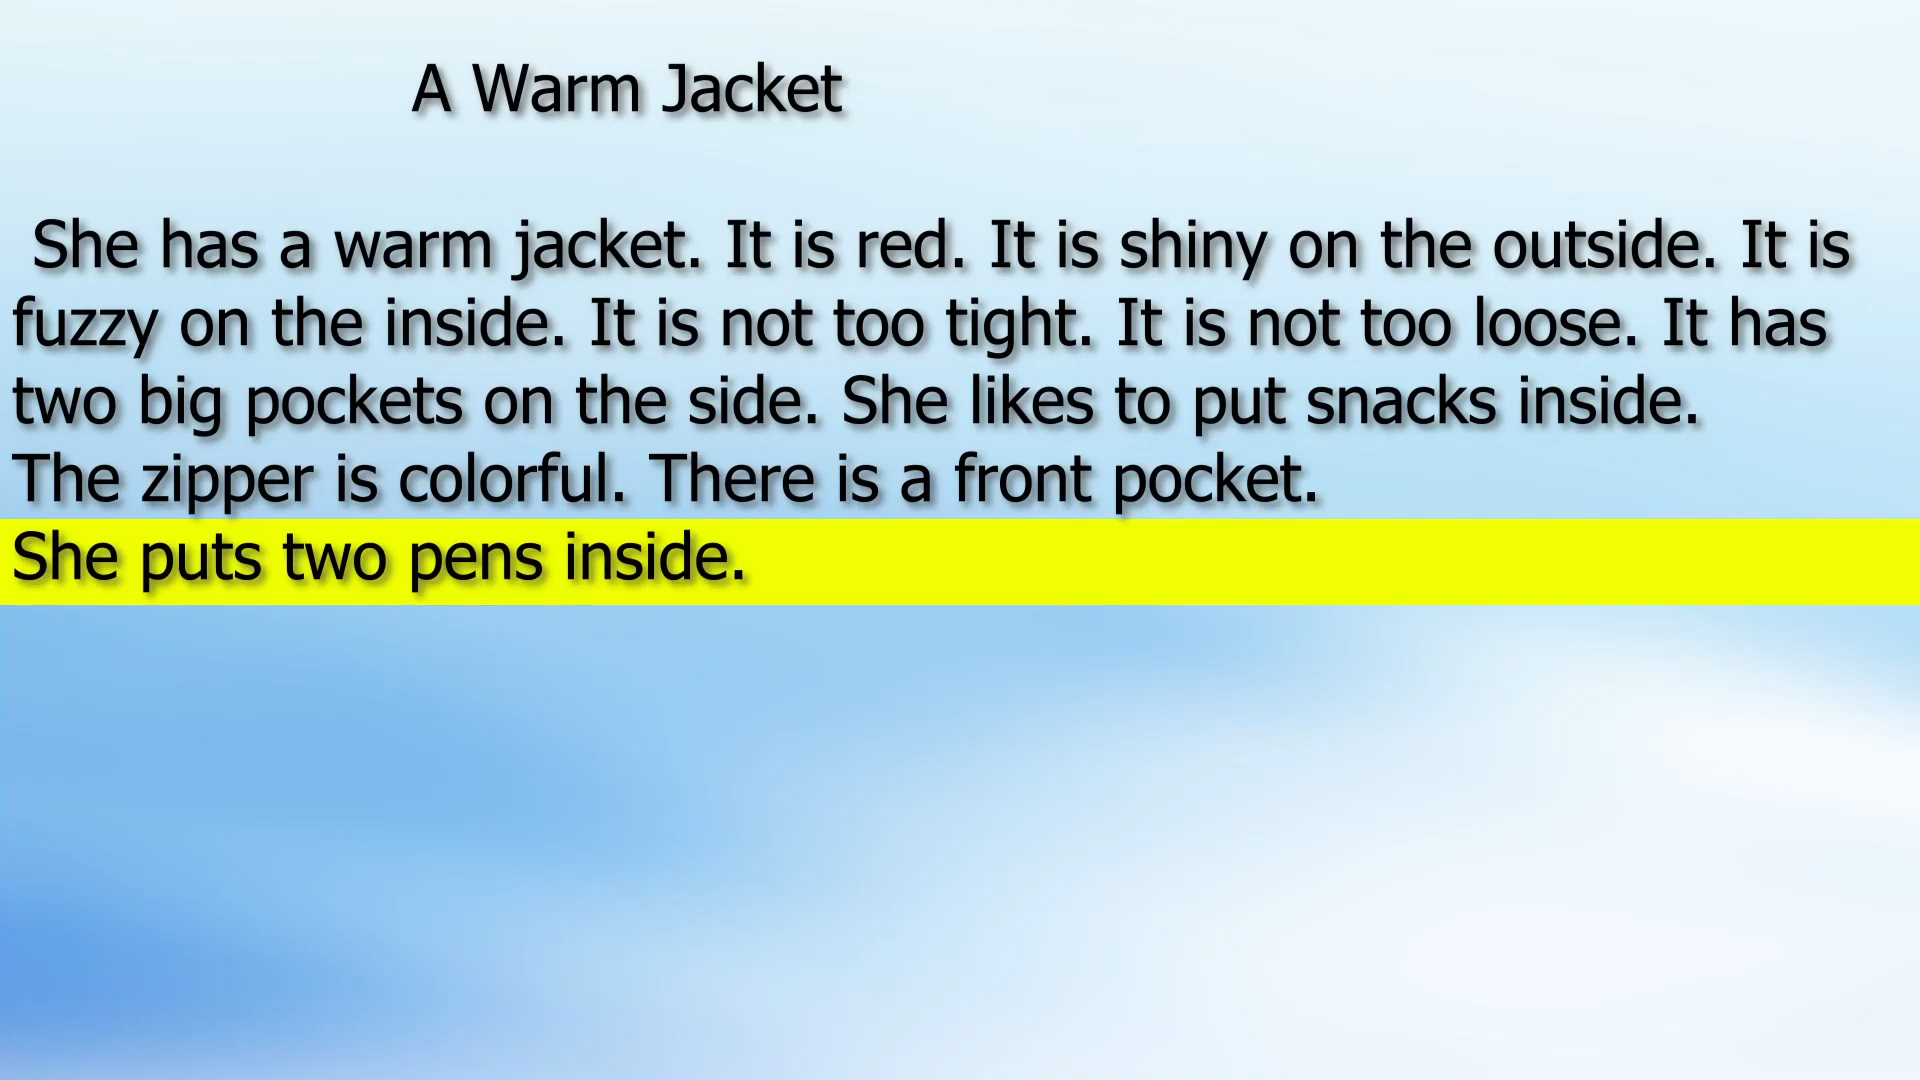 A Warm Jacket
She has a warm jacket. It is red. It is shiny on the outside. It is
fuzzy on the inside. It is not too tight. It is not too loose. It has
two big pockets on the side. She likes to put snacks inside.
The zipper is colorful. There is a front pocket.
She puts two pens inside.